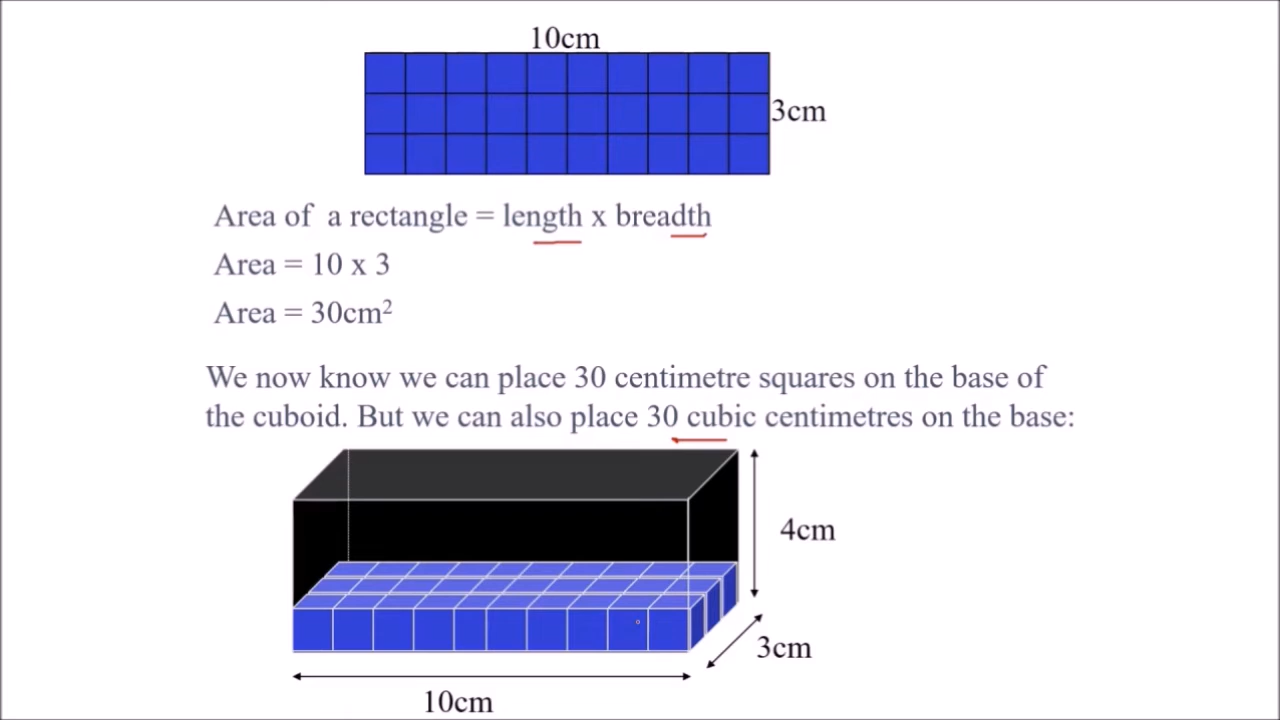 10cm
3cm
Area of a rectangle = length x breadth
Area = 10 x 3
Area = 30cm²
We now know we can place 30 centimetre squares on the base of
the cuboid. But we can also place 30 cubic centimetres on the base:
4cm
3cm
10cm